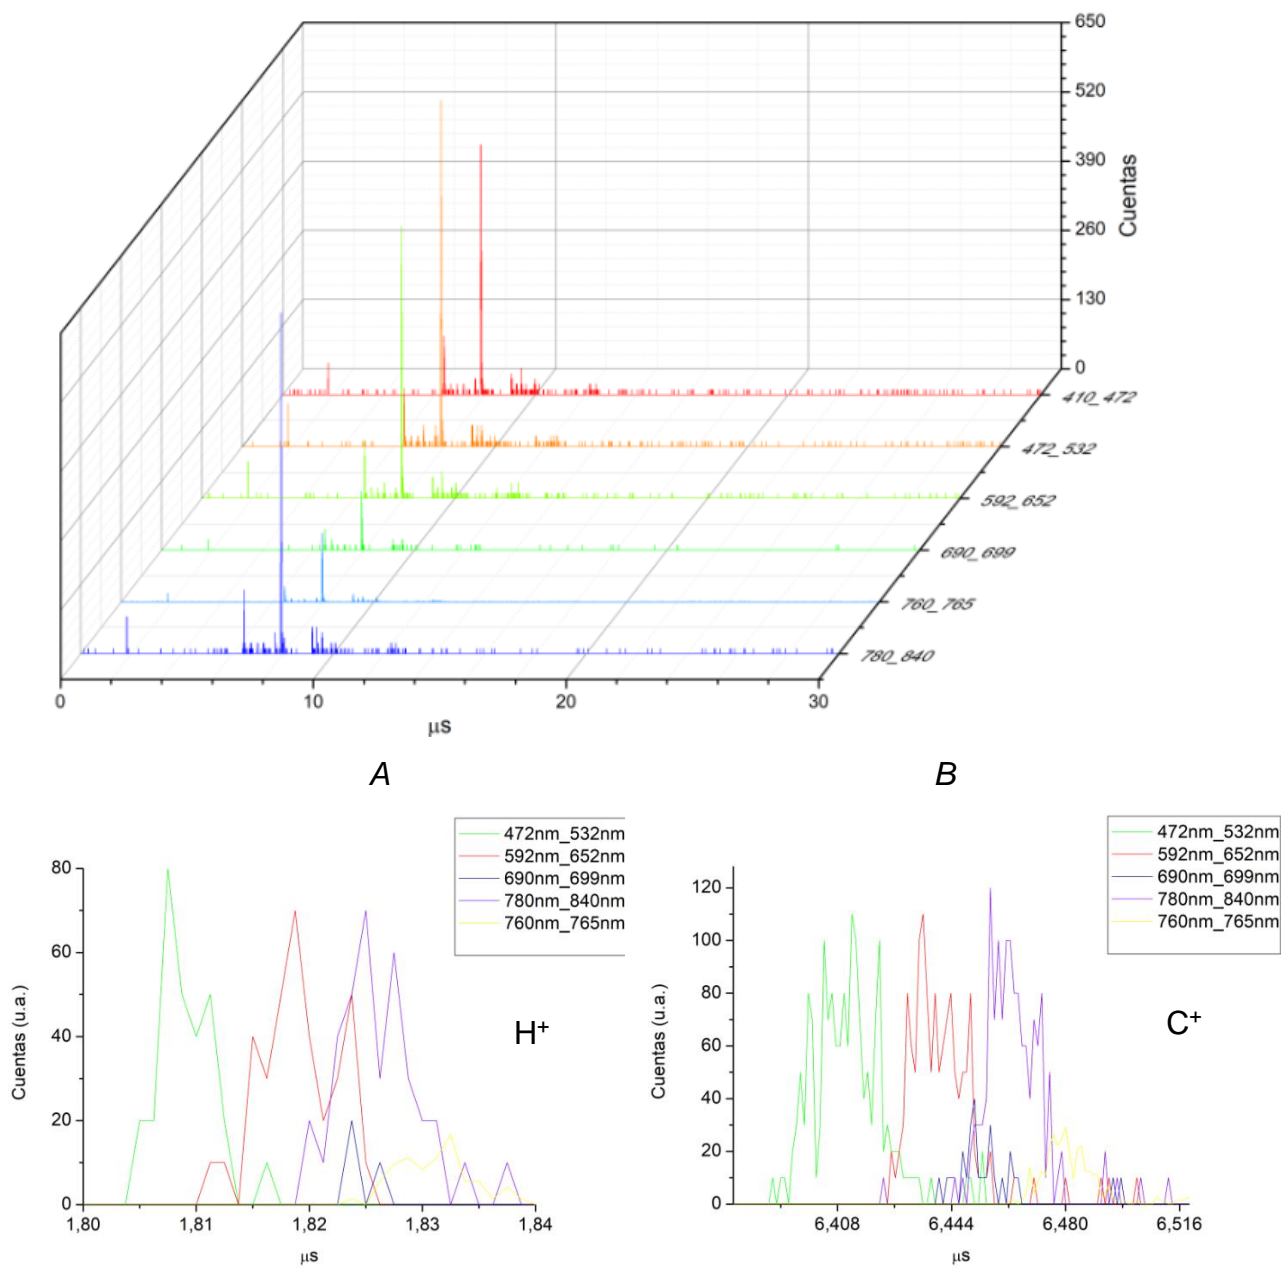 650
520
390
260
130
0
Cuentas
410_472
472_532
592_652
690_699
760_765
780_840
0 10 20 30
μs
A B
472nm_532nm
592nm_652nm
690nm_699nm
780nm_840nm
760nm_765nm
80
60
40
20
0
Cuentas (u.a.)
H+
1,80 1,81 1,82 1,83 1,84
μs
472nm_532nm
592nm_652nm
690nm_699nm
780nm_840nm
760nm_765nm
120
100
80
60
40
20
0
Cuentas (u.a.)
C+
6,408 6,444 6,480 6,516
μs